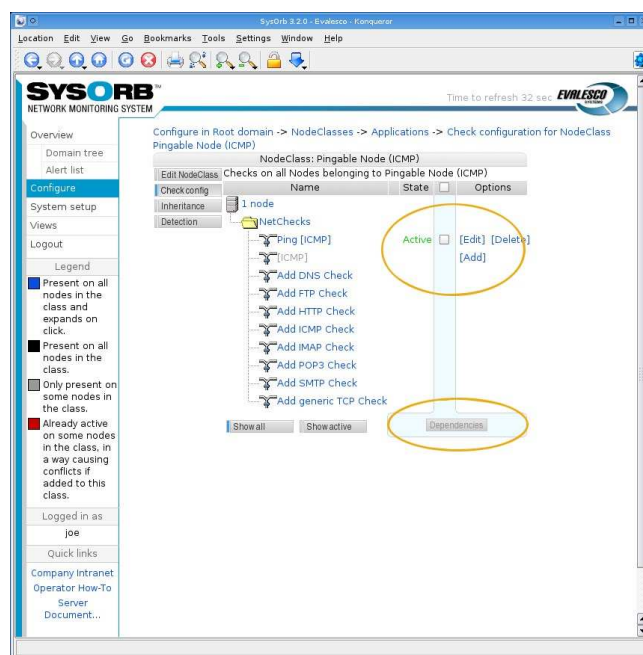 SysOrb 3.2.0 - Evalesco - Konqueror
Location Edit View Go Bookmarks Tools Settings Window Help
SYSORB™
NETWORK MONITORING SYSTEM
Time to refresh 32 sec
EVALESCO
SYSTEMS
Overview
Domain tree
Alert list
Configure
System setup
Views
Logout
Legend
Present on all
nodes in the
class and
expands on
click.
Present on all
nodes in the
class.
Only present on
some nodes in
the class.
Already active
on some nodes
in the class, in
a way causing
conflicts if
added to this
class.
Logged in as
joe
Quick links
Company Intranet
Operator How-To
Server
Document...
Configure in Root domain -> NodeClasses -> Applications -> Check configuration for NodeClass
Pingable Node (ICMP)
NodeClass: Pingable Node (ICMP)
Edit NodeClass
Check config
Inheritance
Detection
Checks on all Nodes belonging to Pingable Node (ICMP)
Name State Options
1 node
NetChecks
Ping [ICMP] Active [Edit] [Delete]
[ICMP] [Add]
Add DNS Check
Add FTP Check
Add HTTP Check
Add ICMP Check
Add IMAP Check
Add POP3 Check
Add SMTP Check
Add generic TCP Check
Show all Show active Dependencies